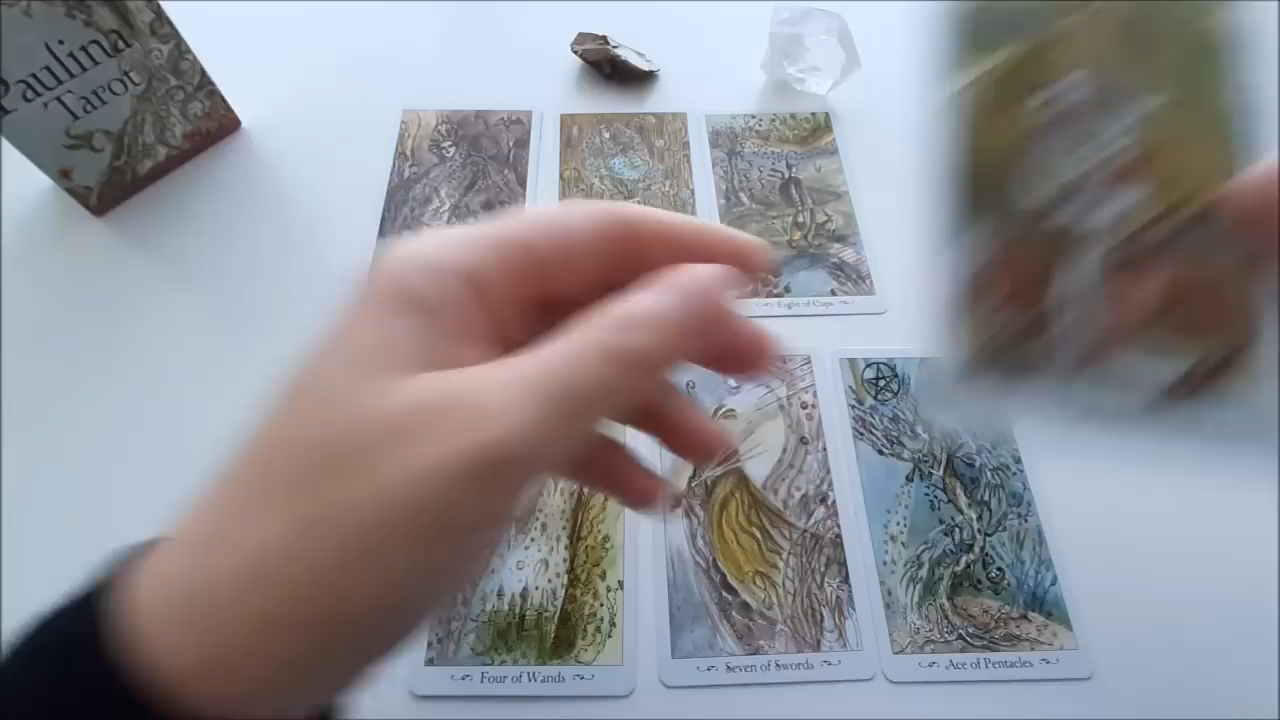 Paulina
Tarot
Eight of Cups
Four of Wands
Seven of Swords
Ace of Pentacles